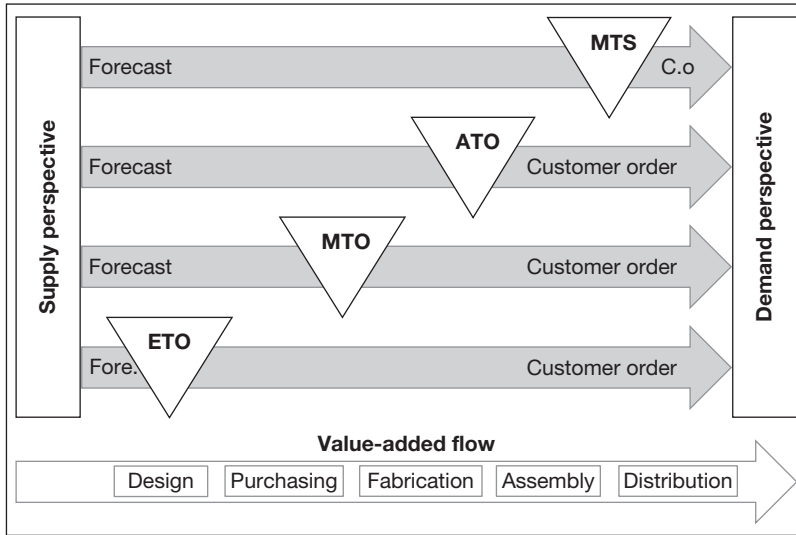 Supply perspective
MTS
Forecast
C.o
ATO
Forecast
Customer order
MTO
Forecast
Customer order
ETO
Fore.
Customer order
Demand perspective
Value-added flow
Design
Purchasing
Fabrication
Assembly
Distribution